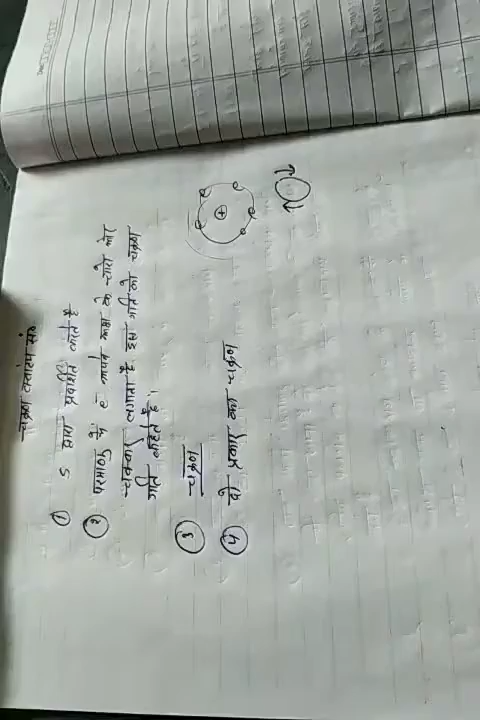 चक्रण क्वांटम सं०
① S द्वारा प्रदर्शित करते है
② परमाणु में e⁻ अपने अक्ष के चारो ओर
चक्कर लगाता है. इस गति को चक्रण
गति कहते है।
③ चक्रण
④ दो प्रकार का चक्रण